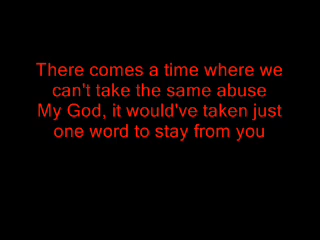 There comes a time where we
can't take the same abuse
My God, it would've taken just
one word to stay from you